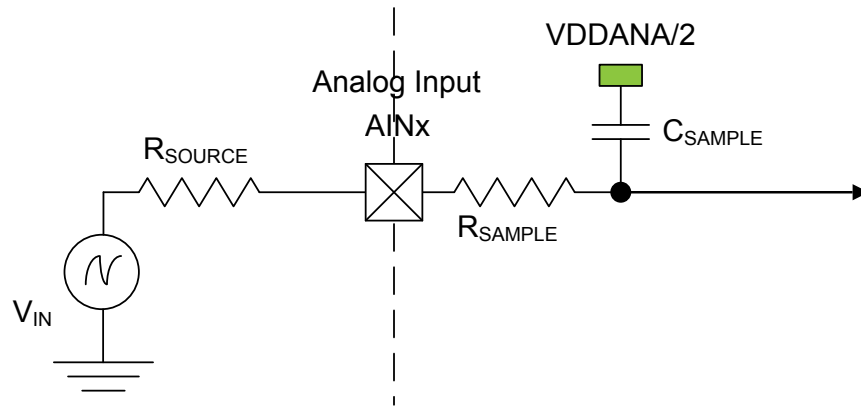 VDDANA/2
Analog Input
AINx
CSAMPLE
RSOURCE
RSAMPLE
VIN